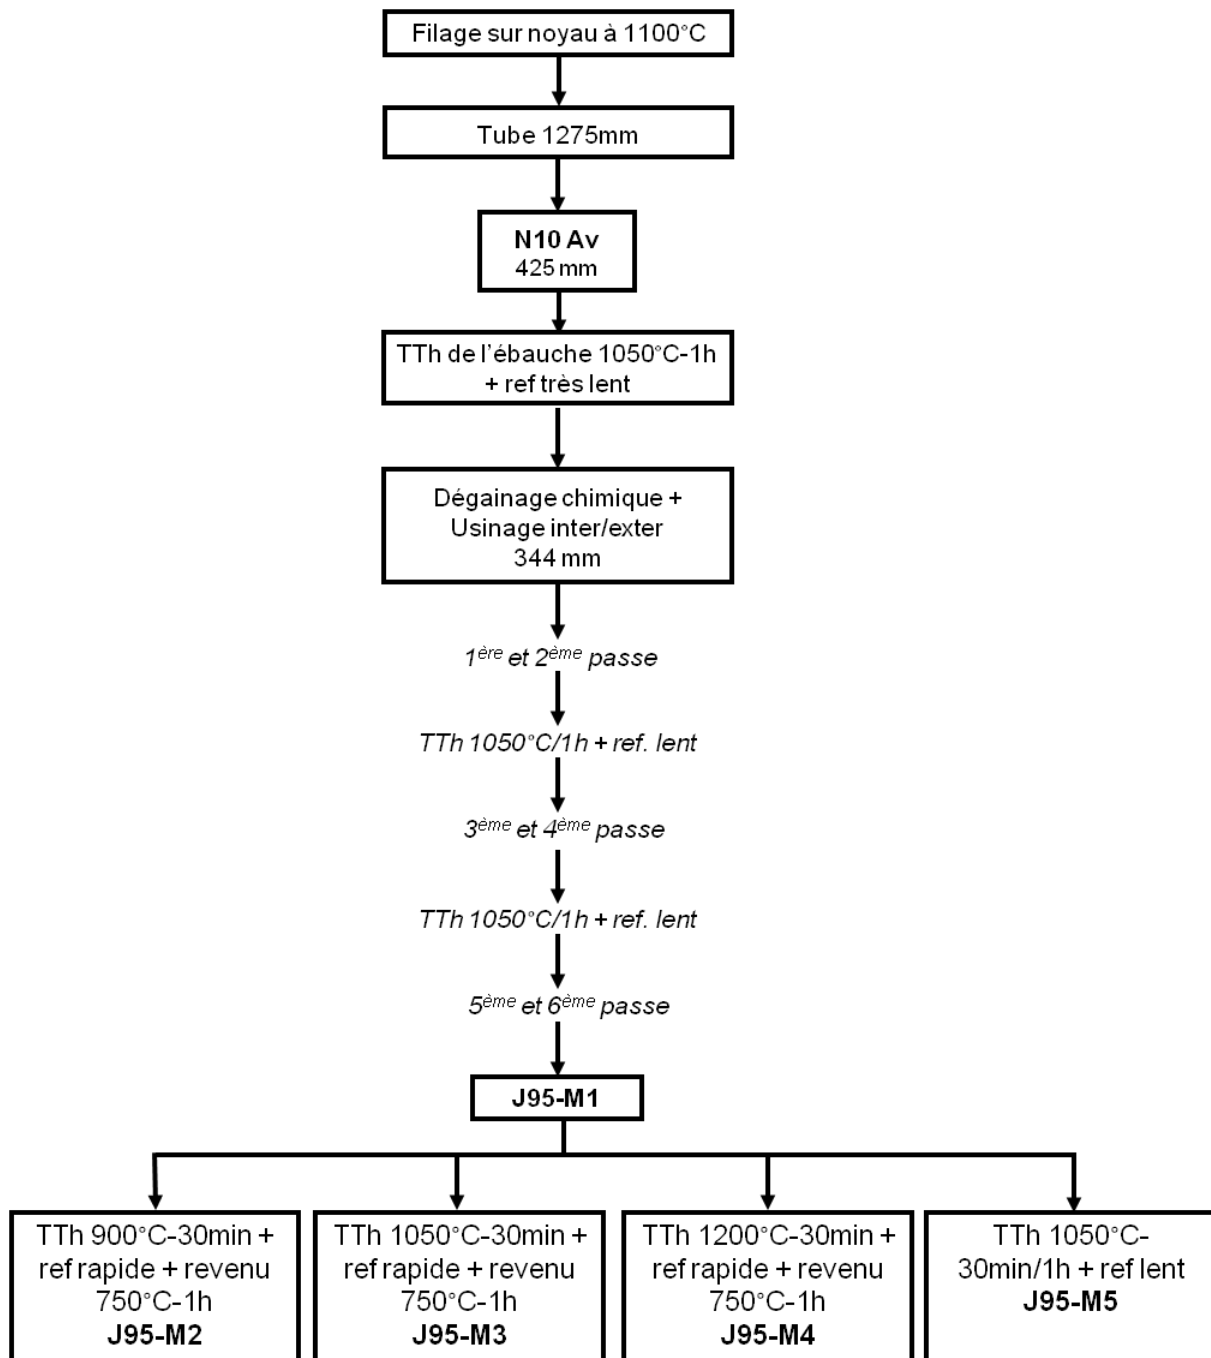 Filage sur noyau à 1100°C
Tube 1275mm
N10 Av
425 mm
TTh de l'ébauche 1050°C-1h
+ ref très lent
Dégainage chimique +
Usinage inter/exter
344 mm
1ère et 2ème passe
TTh 1050°C/1h + ref. lent
3ème et 4ème passe
TTh 1050°C/1h + ref. lent
5ème et 6ème passe
J95-M1
TTh 900°C-30min +
ref rapide + revenu
750°C-1h
J95-M2
TTh 1050°C-30min +
ref rapide + revenu
750°C-1h
J95-M3
TTh 1200°C-30min +
ref rapide + revenu
750°C-1h
J95-M4
TTh 1050°C-
30min/1h + ref lent
J95-M5